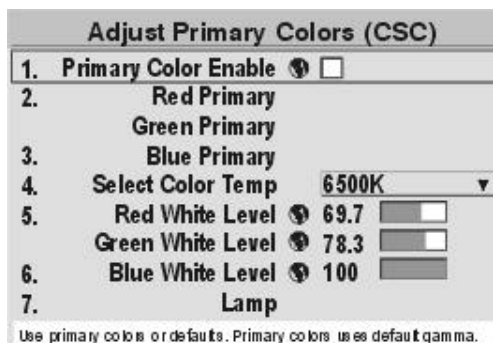 Adjust Primary Colors (CSC)
1. Primary Color Enable
2. Red Primary
Green Primary
3. Blue Primary
4. Select Color Temp 6500K
5. Red White Level 69.7
Green White Level 78.3
6. Blue White Level 100
7. Lamp
Use primary colors or defaults. Primary colors uses default gamma.